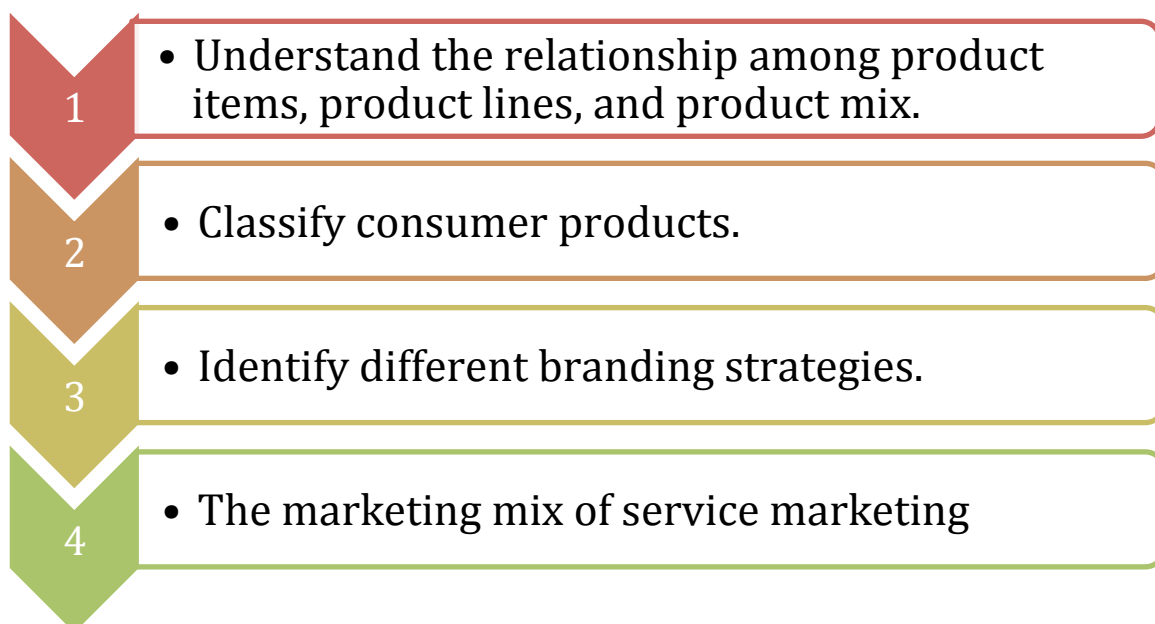 1
• Understand the relationship among product
items, product lines, and product mix.
2
• Classify consumer products.
3
• Identify different branding strategies.
4
• The marketing mix of service marketing